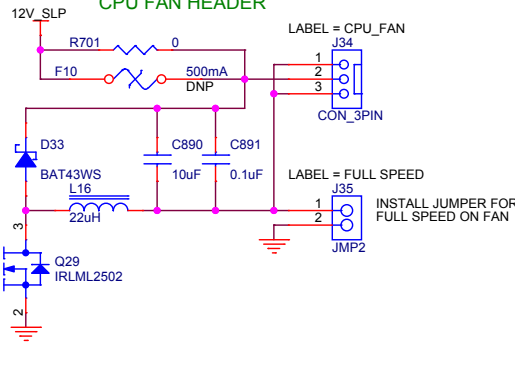 CPU FAN HEADER
12V_SLP
LABEL = CPU_FAN
R701 0
J34
F10 500mA
DNP
1
2
3
CON_3PIN
D33
C890 C891
BAT43WS
10uF 0.1uF
LABEL = FULL SPEED
L16
J35
22uH
1
2
INSTALL JUMPER FOR
FULL SPEED ON FAN
JMP2
3
Q29
IRLML2502
2